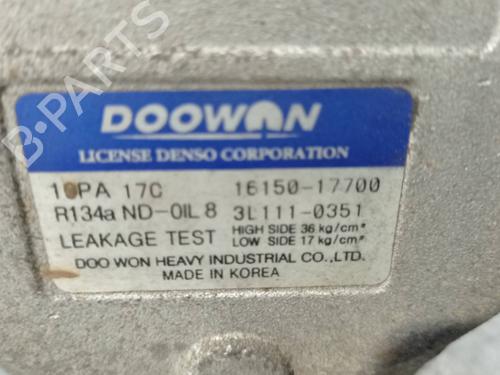 DOOWON
LICENSE DENSO CORPORATION
10PA 17C 16150-17700
R134a ND-OIL 8 3L111-0351
LEAKAGE TEST HIGH SIDE 36 kg/cm²
LOW SIDE 17 kg/cm²
DOO WON HEAVY INDUSTRIAL CO.,LTD.
MADE IN KOREA
B-PARTS